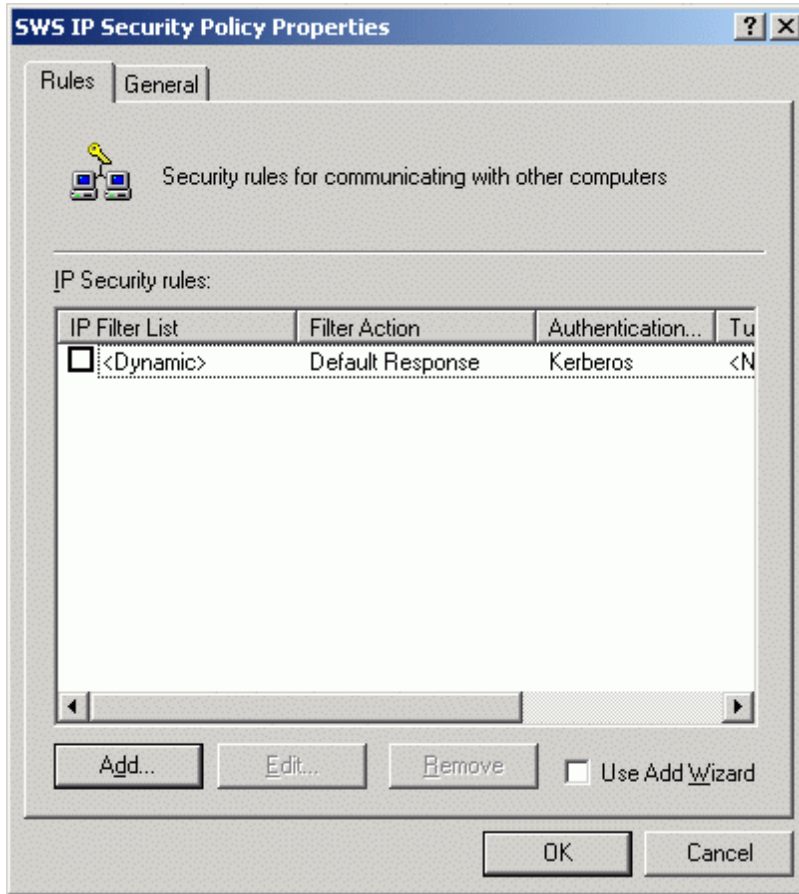 SWS IP Security Policy Properties
Rules General
Security rules for communicating with other computers
IP Security rules:
IP Filter List Filter Action Authentication... Tu
<Dynamic> Default Response Kerberos <N
Add... Edit... Remove Use Add Wizard
OK Cancel